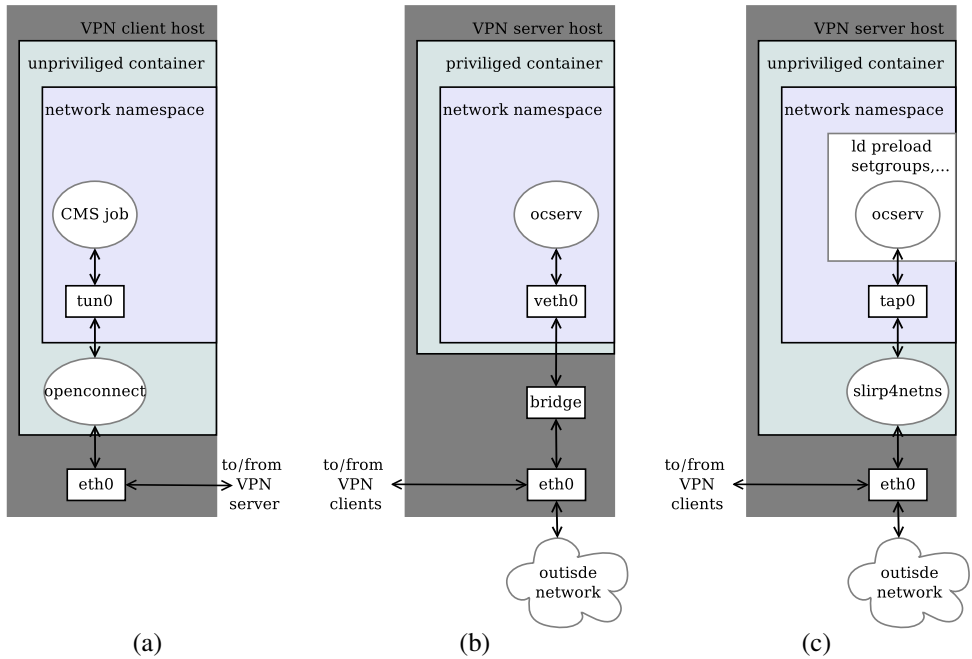 VPN client host
unpriviliged container
network namespace
CMS job
tun0
openconnect
eth0
to/from
VPN
server
(a)
VPN server host
priviliged container
network namespace
ocserv
veth0
bridge
to/from
VPN
clients
eth0
outisde
network
(b)
VPN server host
unpriviliged container
network namespace
ld preload
setgroups,...
ocserv
tap0
slirp4netns
to/from
VPN
clients
eth0
outisde
network
(c)